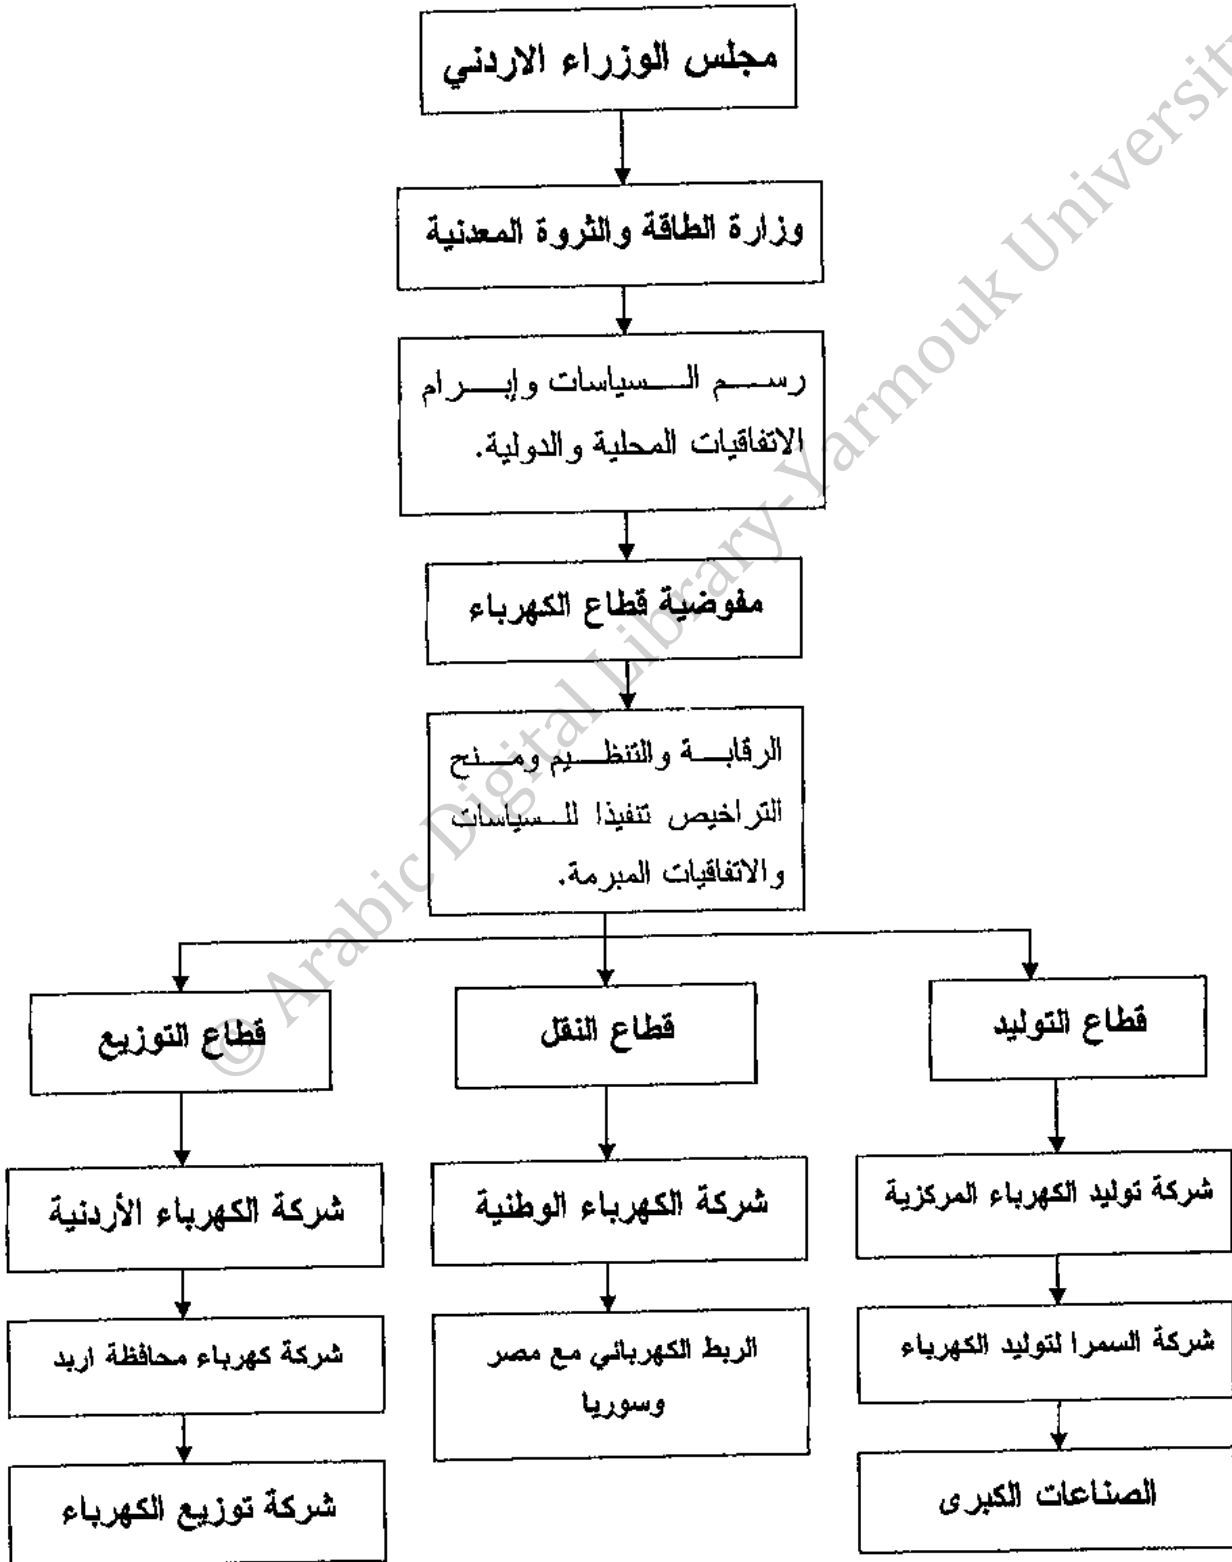 مجلس الوزراء الاردني
وزارة الطاقة والثروة المعدنية
رسم السياسات وإبرام
الاتفاقيات المحلية والدولية.
مفوضية قطاع الكهرباء
الرقابة والتنظيم ومنح
التراخيص تنفيذا للسياسات
والاتفاقيات المبرمة.
قطاع التوليد
قطاع النقل
قطاع التوزيع
شركة توليد الكهرباء المركزية
شركة الكهرباء الوطنية
شركة الكهرباء الأردنية
شركة السمرا لتوليد الكهرباء
الربط الكهربائي مع مصر
وسوريا
شركة كهرباء محافظة اربد
الصناعات الكبرى
شركة توزيع الكهرباء
© Arabic Digital Library-Yarmouk University